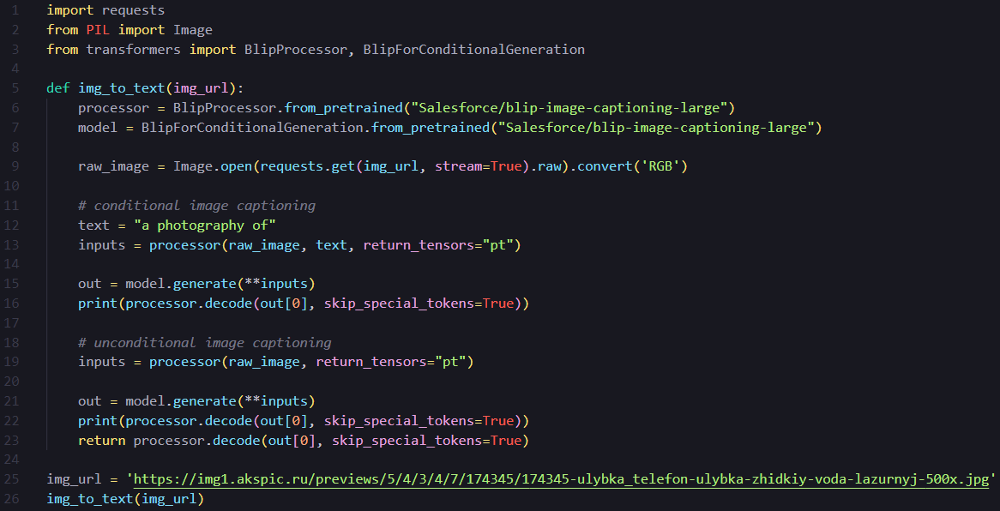 1 import requests
2 from PIL import Image
3 from transformers import BlipProcessor, BlipForConditionalGeneration
4
5 def img_to_text(img_url):
6     processor = BlipProcessor.from_pretrained("Salesforce/blip-image-captioning-large")
7     model = BlipForConditionalGeneration.from_pretrained("Salesforce/blip-image-captioning-large")
8
9     raw_image = Image.open(requests.get(img_url, stream=True).raw).convert('RGB')
10
11     # conditional image captioning
12     text = "a photography of"
13     inputs = processor(raw_image, text, return_tensors="pt")
14
15     out = model.generate(**inputs)
16     print(processor.decode(out[0], skip_special_tokens=True))
17
18     # unconditional image captioning
19     inputs = processor(raw_image, return_tensors="pt")
20
21     out = model.generate(**inputs)
22     print(processor.decode(out[0], skip_special_tokens=True))
23     return processor.decode(out[0], skip_special_tokens=True)
24
25 img_url = 'https://img1.akspic.ru/previews/5/4/3/4/7/174345/174345-ulybka_telefon-ulybka-zhidkiy-voda-lazurnyj-500x.jpg'
26 img_to_text(img_url)